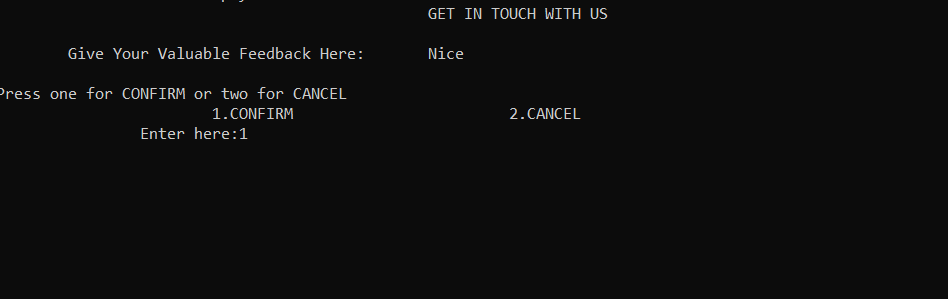 GET IN TOUCH WITH US
Give Your Valuable Feedback Here: Nice
Press one for CONFIRM or two for CANCEL
1.CONFIRM 2.CANCEL
Enter here:1